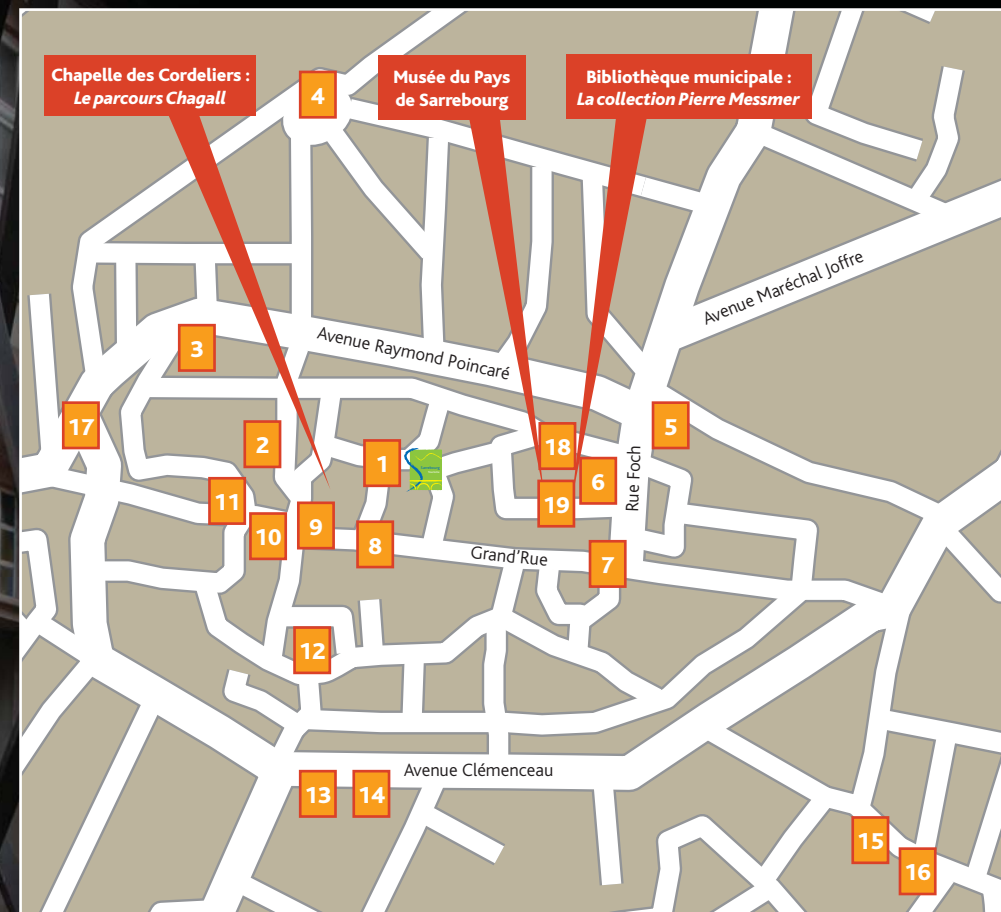 Chapelle des Cordeliers :
Le parcours Chagall
4
Musée du Pays
de Sarrebourg
Bibliothèque municipale :
La collection Pierre Messmer
Avenue Maréchal Joffre
Avenue Raymond Poincaré
3
17
2
1
18
5
6
Rue Foch
11
19
10
9
8
Grand'Rue
7
12
Avenue Clémenceau
13
14
15
16